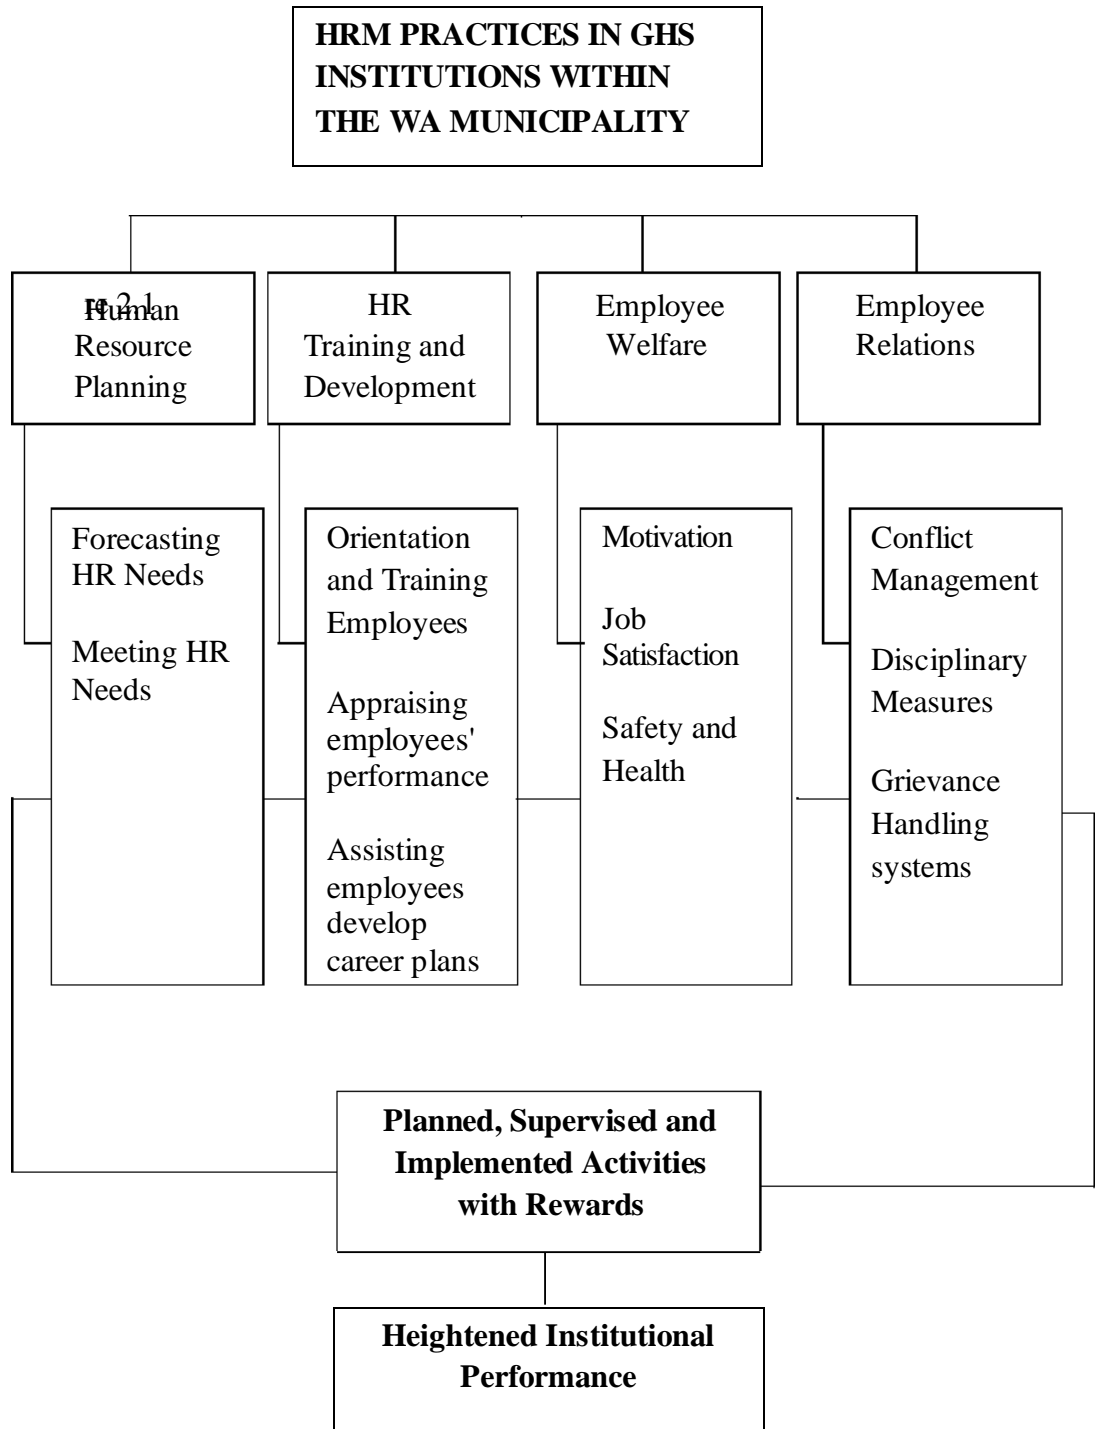 HRM PRACTICES IN GHS
INSTITUTIONS WITHIN
THE WA MUNICIPALITY
re 2.1
Human
Resource
Planning
HR
Training and
Development
Employee
Welfare
Employee
Relations
Forecasting
HR Needs
Meeting HR
Needs
Orientation
and Training
Employees
Appraising
employees'
performance
Assisting
employees
develop
career plans
Motivation
Job
Satisfaction
Safety and
Health
Conflict
Management
Disciplinary
Measures
Grievance
Handling
systems
Planned, Supervised and
Implemented Activities
with Rewards
Heightened Institutional
Performance